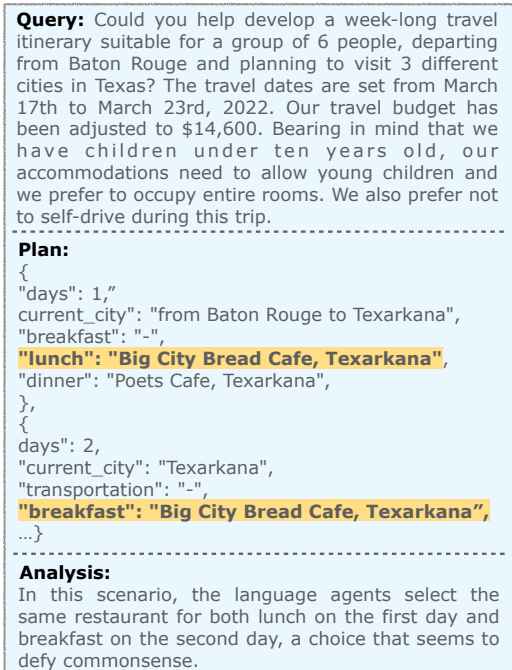 Query: Could you help develop a week-long travel
itinerary suitable for a group of 6 people, departing
from Baton Rouge and planning to visit 3 different
cities in Texas? The travel dates are set from March
17th to March 23rd, 2022. Our travel budget has
been adjusted to $14,600. Bearing in mind that we
have children under ten years old, our
accommodations need to allow young children and
we prefer to occupy entire rooms. We also prefer not
to self-drive during this trip.
Plan:
{
"days": 1,”
current_city": "from Baton Rouge to Texarkana",
"breakfast": "-",
"lunch": "Big City Bread Cafe, Texarkana",
"dinner": "Poets Cafe, Texarkana",
},
{
days": 2,
"current_city": "Texarkana",
"transportation": "-",
"breakfast": "Big City Bread Cafe, Texarkana”,
…}
Analysis:
In this scenario, the language agents select the
same restaurant for both lunch on the first day and
breakfast on the second day, a choice that seems to
defy commonsense.